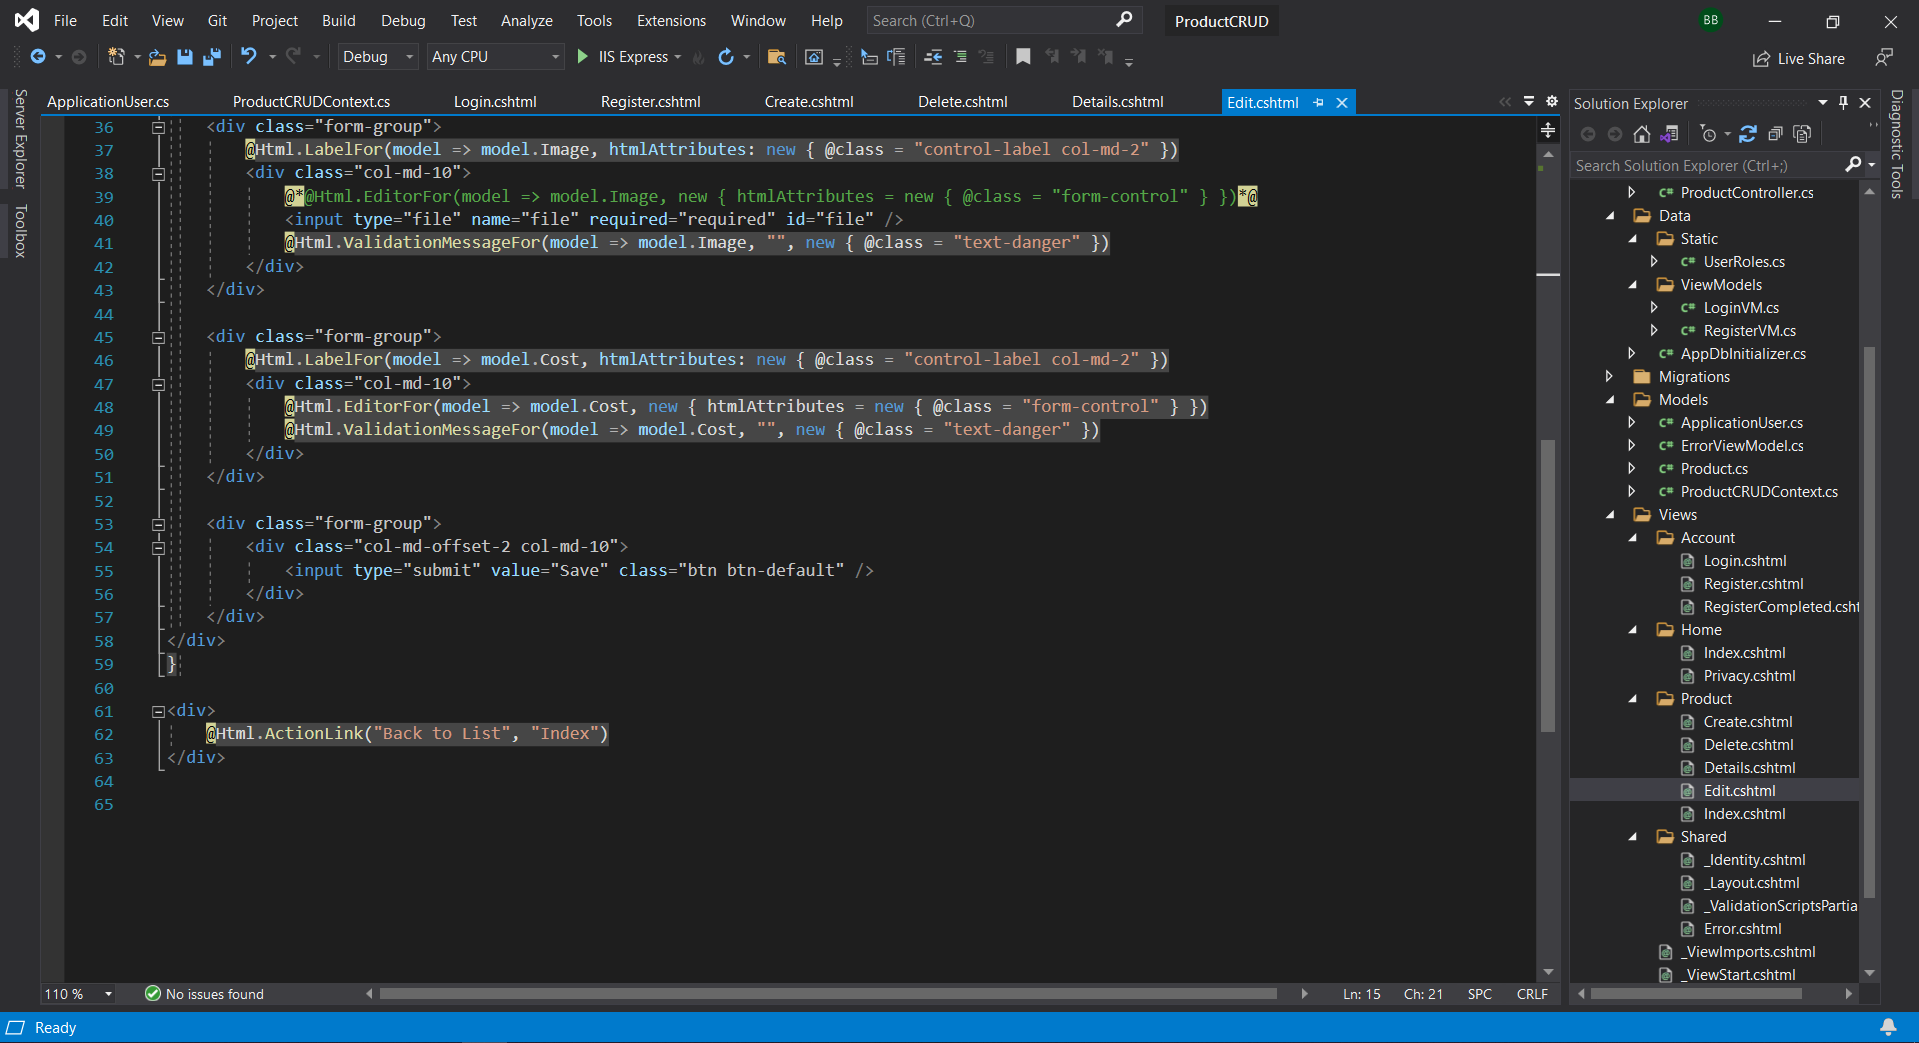 File Edit View Git Project Build Debug Test Analyze Tools Extensions Window Help Search (Ctrl+Q) ProductCRUD BB
Debug Any CPU IIS Express Live Share
Server Explorer
Toolbox
ApplicationUser.cs ProductCRUDContext.cs Login.cshtml Register.cshtml Create.cshtml Delete.cshtml Details.cshtml Edit.cshtml
36 <div class="form-group">
37 @Html.LabelFor(model => model.Image, htmlAttributes: new { @class = "control-label col-md-2" })
38 <div class="col-md-10">
39 @*@Html.EditorFor(model => model.Image, new { htmlAttributes = new { @class = "form-control" } })*@
40 <input type="file" name="file" required="required" id="file" />
41 @Html.ValidationMessageFor(model => model.Image, "", new { @class = "text-danger" })
42 </div>
43 </div>
44
45 <div class="form-group">
46 @Html.LabelFor(model => model.Cost, htmlAttributes: new { @class = "control-label col-md-2" })
47 <div class="col-md-10">
48 @Html.EditorFor(model => model.Cost, new { htmlAttributes = new { @class = "form-control" } })
49 @Html.ValidationMessageFor(model => model.Cost, "", new { @class = "text-danger" })
50 </div>
51 </div>
52
53 <div class="form-group">
54 <div class="col-md-offset-2 col-md-10">
55 <input type="submit" value="Save" class="btn btn-default" />
56 </div>
57 </div>
58 </div>
59 }
60
61 <div>
62 @Html.ActionLink("Back to List", "Index")
63 </div>
64
65
110 % No issues found Ln: 15 Ch: 21 SPC CRLF
Solution Explorer
Search Solution Explorer (Ctrl+;)
C# ProductController.cs
Data
Static
C# UserRoles.cs
ViewModels
C# LoginVM.cs
C# RegisterVM.cs
C# AppDbInitializer.cs
Migrations
Models
C# ApplicationUser.cs
C# ErrorViewModel.cs
C# Product.cs
C# ProductCRUDContext.cs
Views
Account
Login.cshtml
Register.cshtml
RegisterCompleted.csht
Home
Index.cshtml
Privacy.cshtml
Product
Create.cshtml
Delete.cshtml
Details.cshtml
Edit.cshtml
Index.cshtml
Shared
_Identity.cshtml
_Layout.cshtml
_ValidationScriptsPartia
Error.cshtml
_ViewImports.cshtml
_ViewStart.cshtml
Diagnostic Tools
Ready